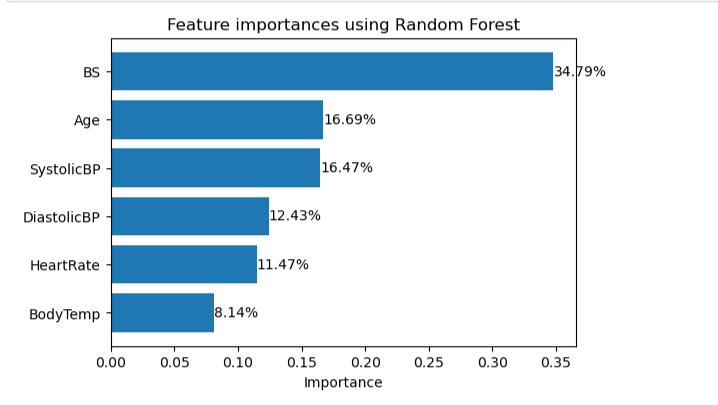 Feature importances using Random Forest
BS
34.79%
Age
16.69%
SystolicBP
16.47%
DiastolicBP
12.43%
HeartRate
11.47%
BodyTemp
8.14%
0.00 0.05 0.10 0.15 0.20 0.25 0.30 0.35
Importance